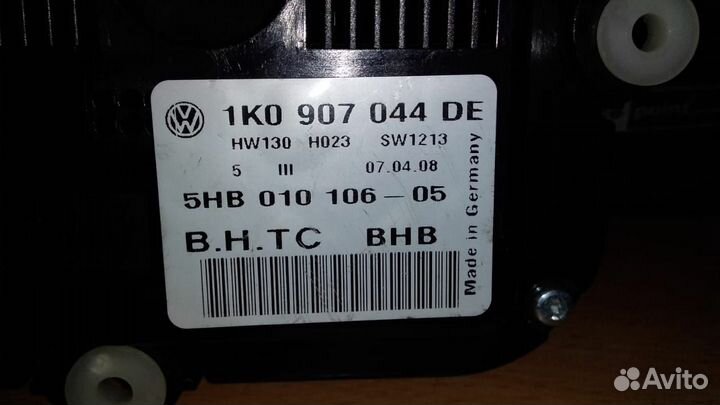 1K0 907 044 DE
HW130 H023 SW1213
5 III 07.04.08
5HB 010 106-05
B.H.TC BHB
Made in Germany
Avito